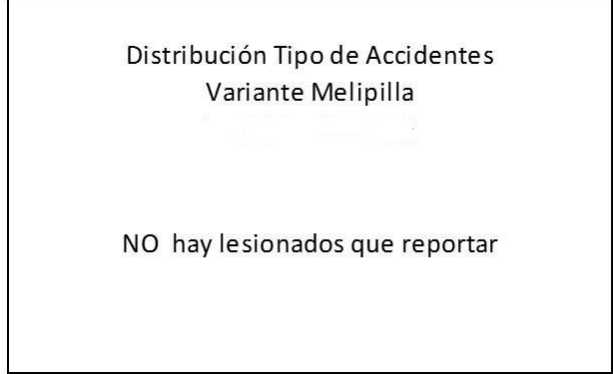 Distribución Tipo de Accidentes
Variante Melipilla
NO hay lesionados que reportar